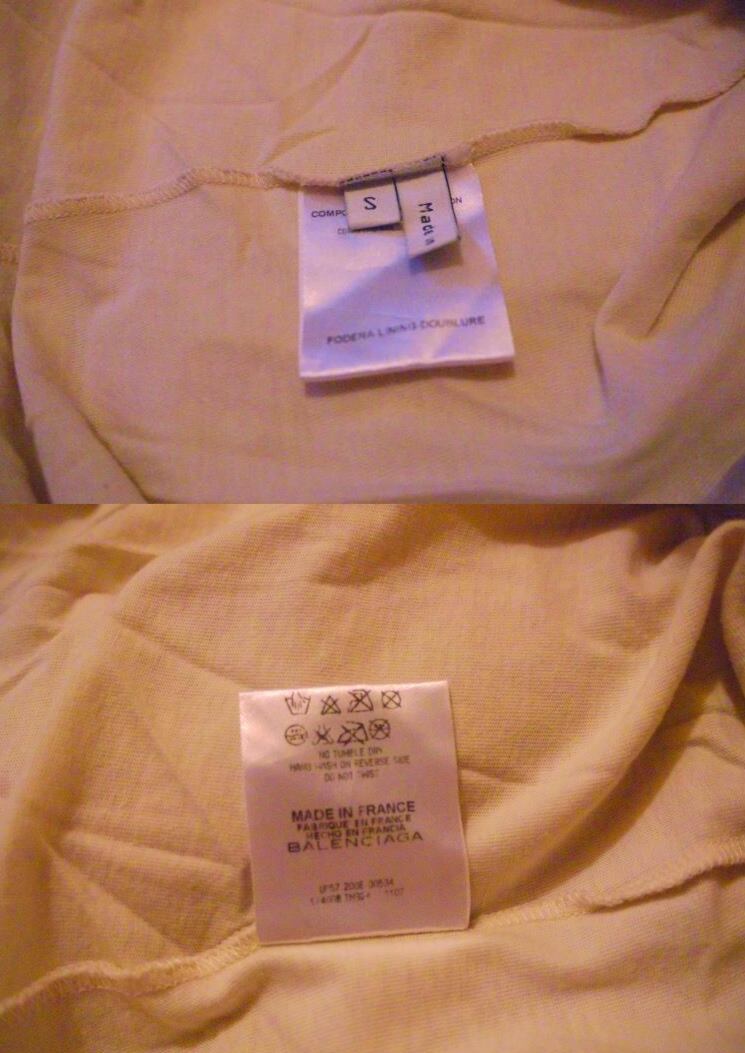 S
Made
FODERA-LINING-DOUBLURE
NO TUMBLE DRY
HAND WASH ON REVERSE SIDE
DO NOT TWIST
MADE IN FRANCE
FABRIQUE EN FRANCE
HECHO EN FRANCIA
BALENCIAGA